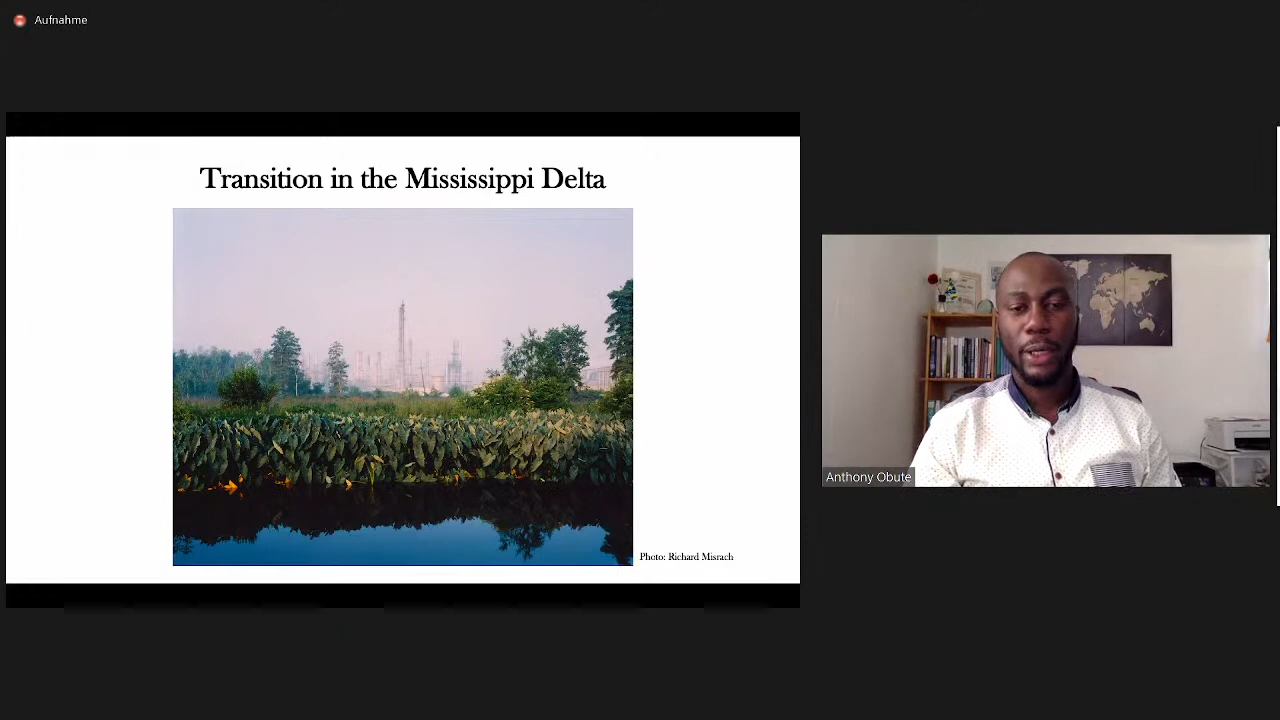 Aufnahme
Transition in the Mississippi Delta
Photo: Richard Misrach
Anthony Obute